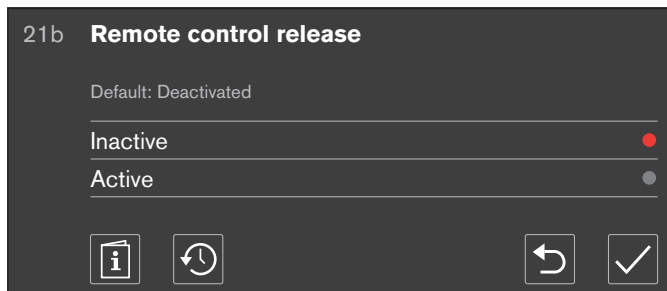 21b Remote control release
Default: Deactivated
Inactive
Active
i